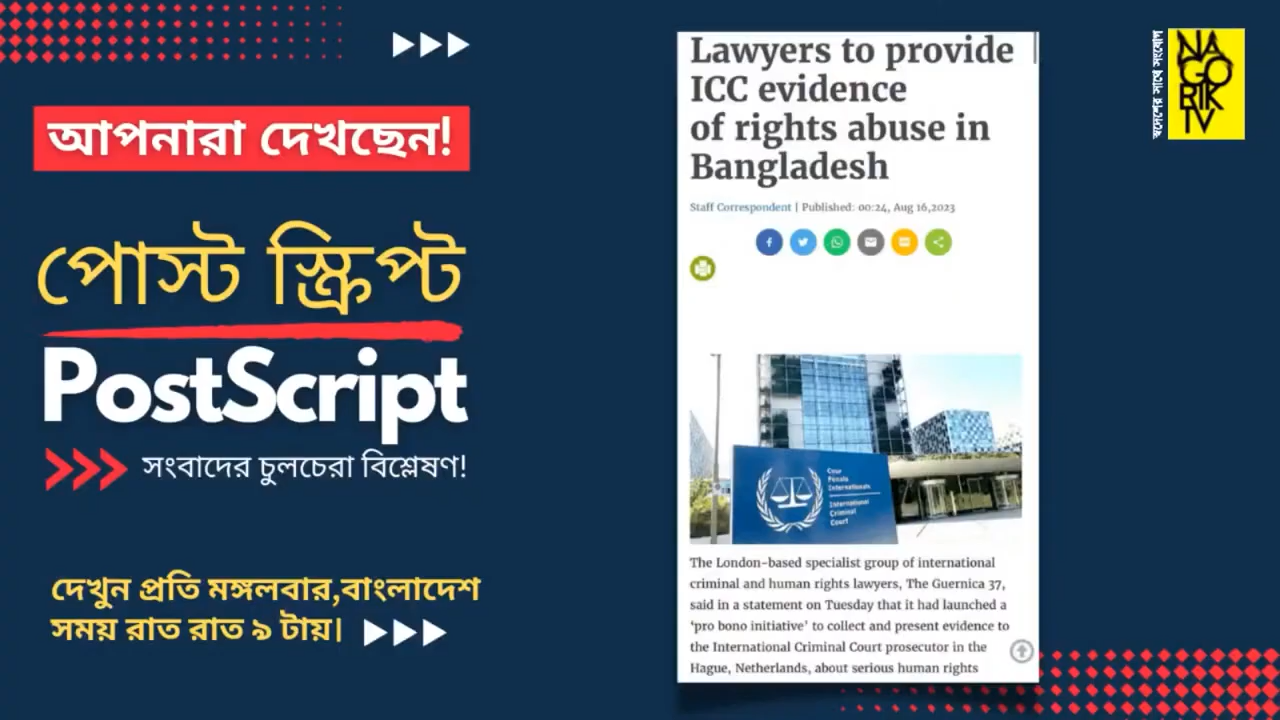 আপনারা দেখছেন!
পোস্ট স্ক্রিপ্ট
PostScript
সংবাদের চুলচেরা বিশ্লেষণ!
দেখুন প্রতি মঙ্গলবার,বাংলাদেশ
সময় রাত রাত ৯ টায়।
Lawyers to provide
ICC evidence
of rights abuse in
Bangladesh
Staff Correspondent | Published: 00:24, Aug 16,2023
Cour
Pénale
Internationale
International
Criminal
Court
The London-based specialist group of international
criminal and human rights lawyers, The Guernica 37,
said in a statement on Tuesday that it had launched a
‘pro bono initiative’ to collect and present evidence to
the International Criminal Court prosecutor in the
Hague, Netherlands, about serious human rights
NAGORIK TV